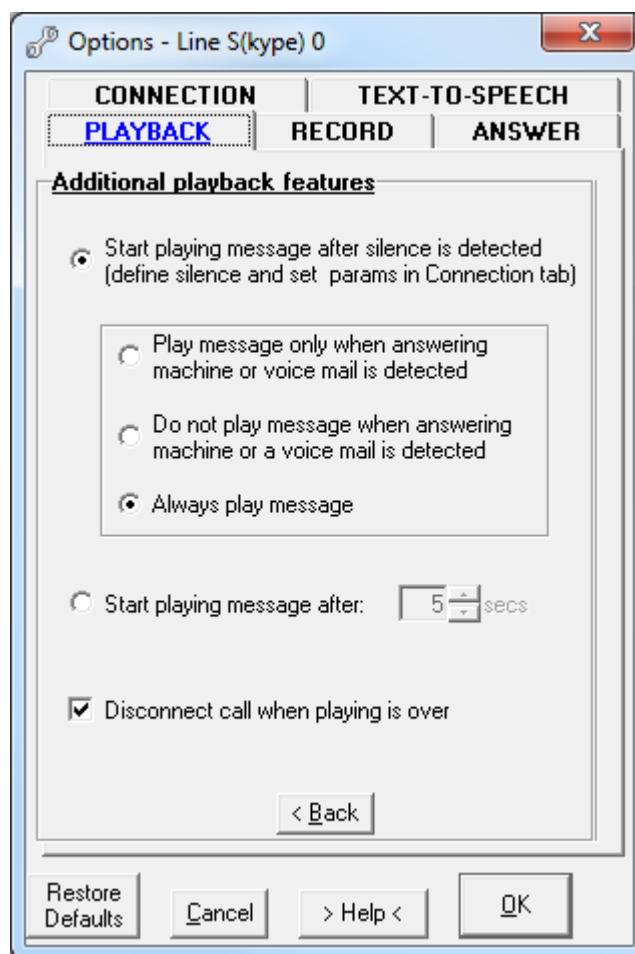 Options - Line S(kype) 0
CONNECTION
TEXT-TO-SPEECH
PLAYBACK
RECORD
ANSWER
Additional playback features
Start playing message after silence is detected
(define silence and set params in Connection tab)
Play message only when answering
machine or voice mail is detected
Do not play message when answering
machine or a voice mail is detected
Always play message
Start playing message after: 5 secs
Disconnect call when playing is over
< Back
Restore
Defaults
Cancel
> Help <
OK